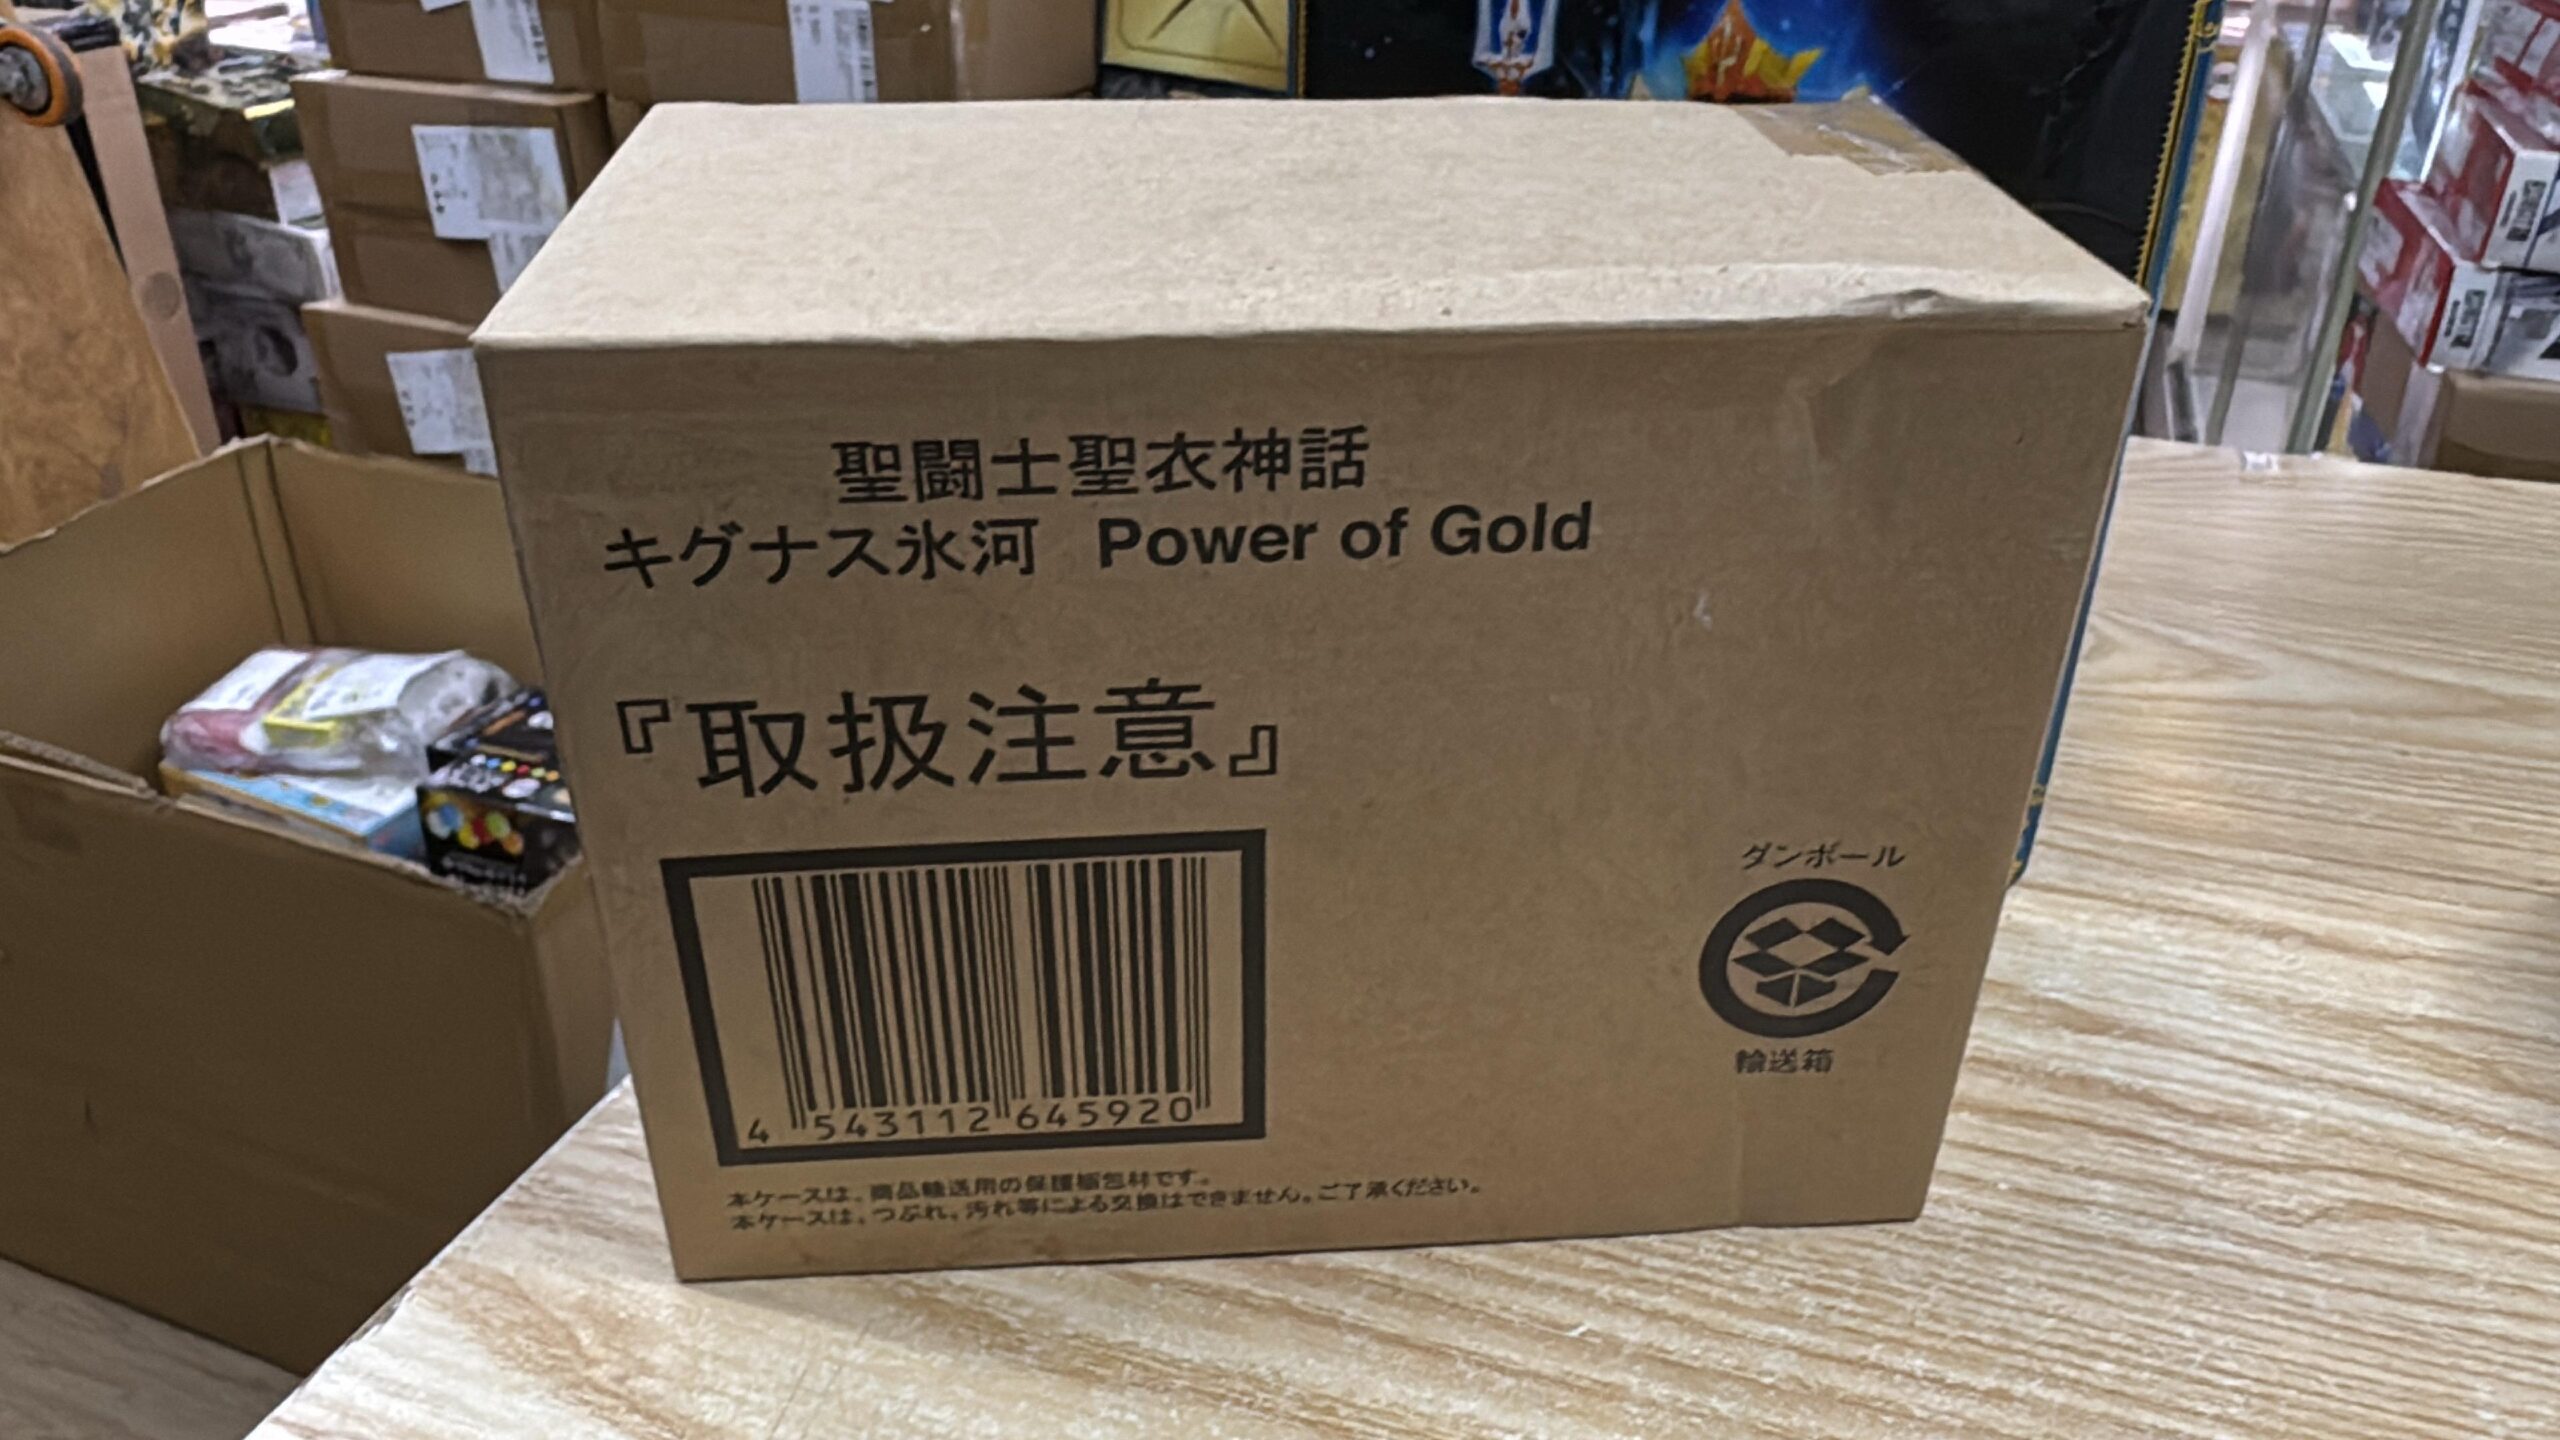 聖闘士聖衣神話
キグナス氷河 Power of Gold
『取扱注意』
4 543112 645920
本ケースは、商品輸送用の保護梱包材です。
本ケースは、つぶれ、汚れ等による交換はできません。ご了承ください。
ダンボール
輸送箱